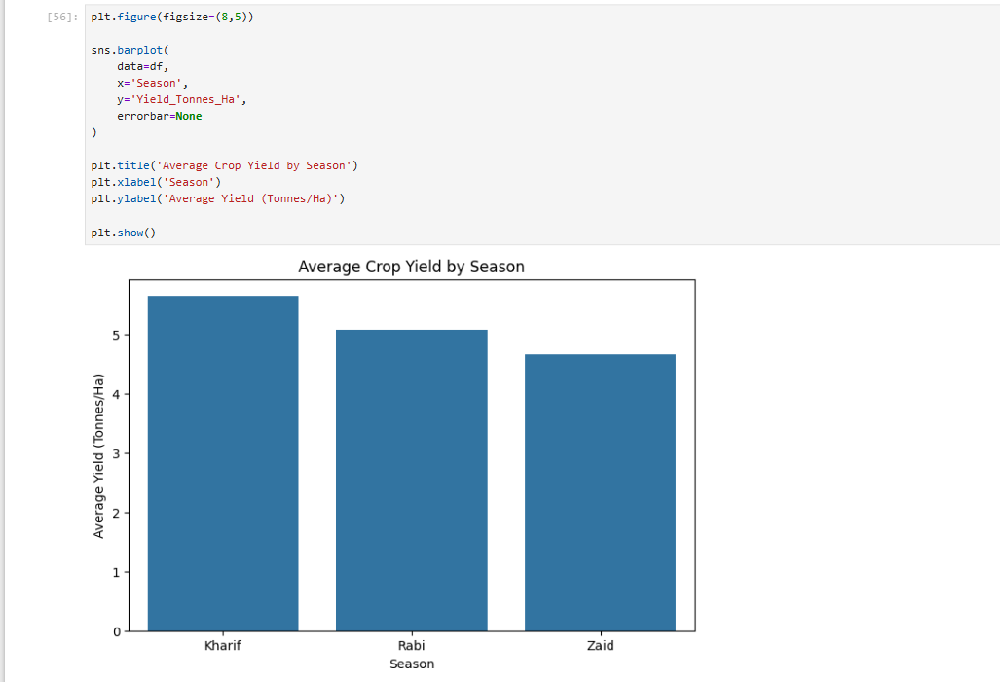 [56]: plt.figure(figsize=(8,5))
sns.barplot(
    data=df,
    x='Season',
    y='Yield_Tonnes_Ha',
    errorbar=None
)
plt.title('Average Crop Yield by Season')
plt.xlabel('Season')
plt.ylabel('Average Yield (Tonnes/Ha)')
plt.show()
Average Crop Yield by Season
Average Yield (Tonnes/Ha)
5
4
3
2
1
0
Kharif Rabi Zaid
Season